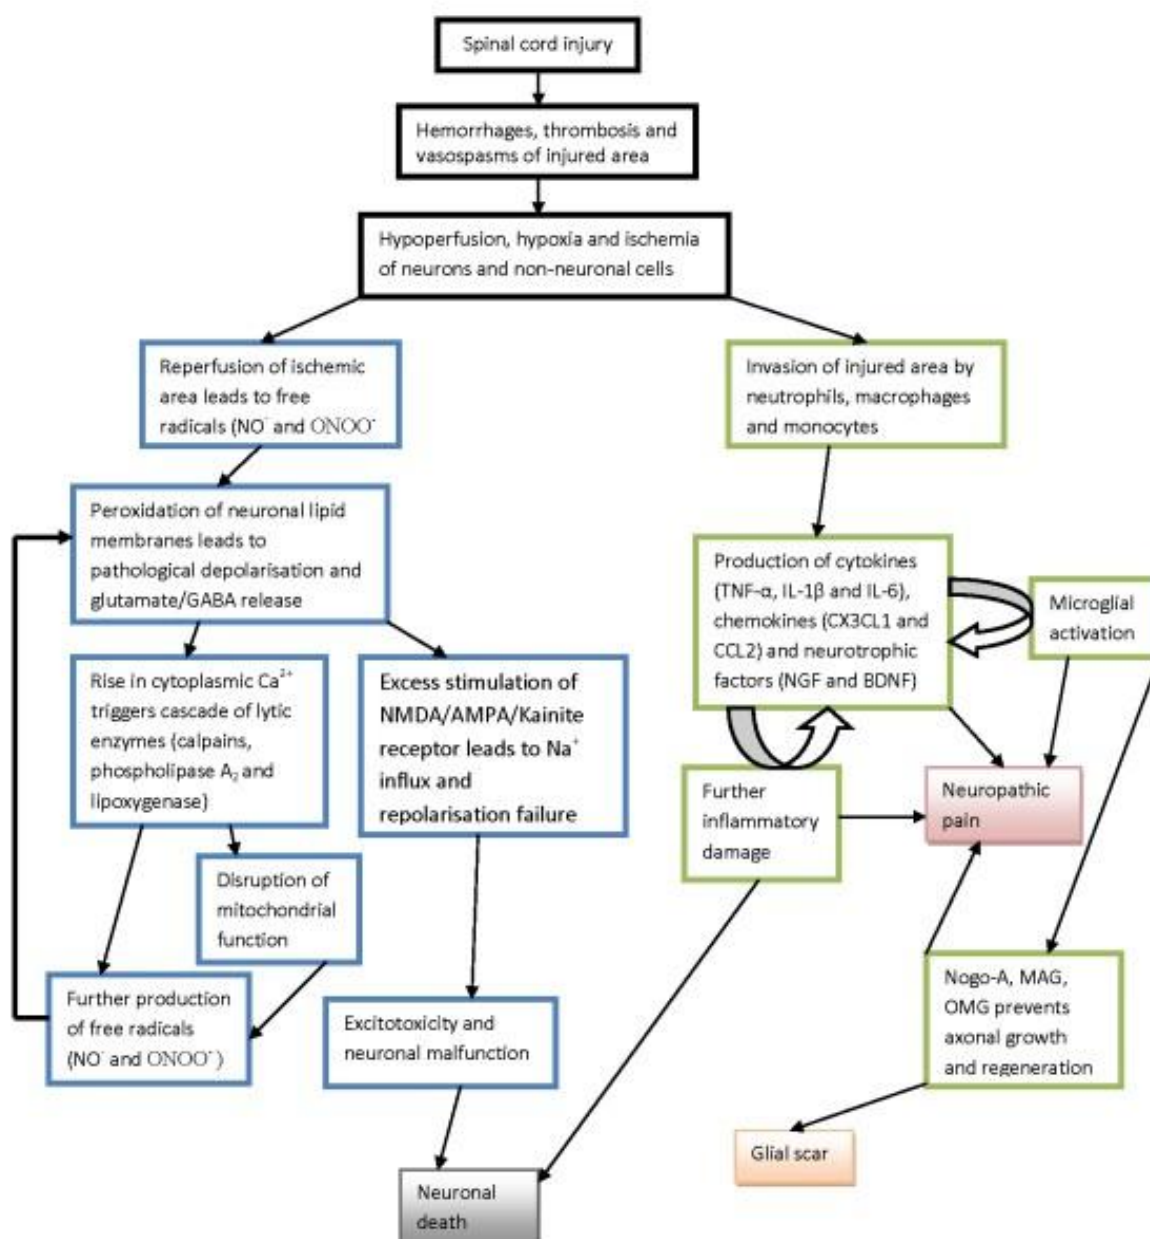 Spinal cord injury
Hemorrhages, thrombosis and
vasospasms of injured area
Hypoperfusion, hypoxia and ischemia
of neurons and non-neuronal cells
Reperfusion of ischemic
area leads to free
radicals (NO⁻ and ONOO⁻
Invasion of injured area by
neutrophils, macrophages
and monocytes
Peroxidation of neuronal lipid
membranes leads to
pathological depolarisation and
glutamate/GABA release
Production of cytokines
(TNF-α, IL-1β and IL-6),
chemokines (CX3CL1 and
CCL2) and neurotrophic
factors (NGF and BDNF)
Microglial
activation
Rise in cytoplasmic Ca²⁺
triggers cascade of lytic
enzymes (calpains,
phospholipase A₂ and
lipoxygenase)
Excess stimulation of
NMDA/AMPA/Kainite
receptor leads to Na⁺
influx and
repolarisation failure
Further
inflammatory
damage
Neuropathic
pain
Disruption of
mitochondrial
function
Further production
of free radicals
(NO⁻ and ONOO⁻ )
Excitotoxicity and
neuronal malfunction
Nogo-A, MAG,
OMG prevents
axonal growth
and regeneration
Glial scar
Neuronal
death